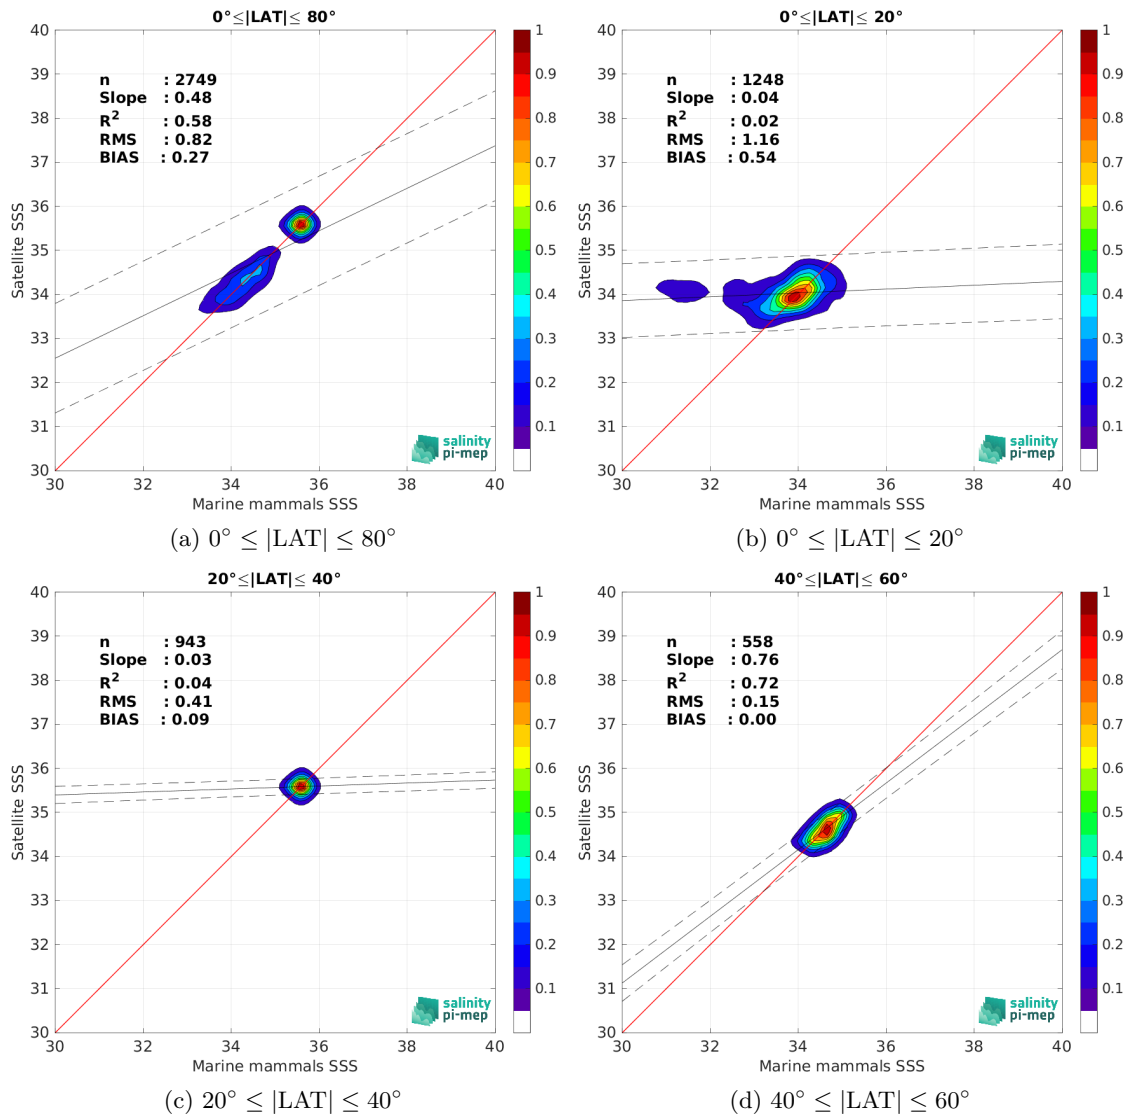 0°≤|LAT|≤ 80°
40
39
38
37
36
35
34
33
32
31
30
Satellite SSS
n : 2749
Slope : 0.48
R² : 0.58
RMS : 0.82
BIAS : 0.27
salinity
pi-mep
30 32 34 36 38 40
Marine mammals SSS
1
0.9
0.8
0.7
0.6
0.5
0.4
0.3
0.2
0.1
(a) 0° ≤ |LAT| ≤ 80°
0°≤|LAT|≤ 20°
40
39
38
37
36
35
34
33
32
31
30
Satellite SSS
n : 1248
Slope : 0.04
R² : 0.02
RMS : 1.16
BIAS : 0.54
salinity
pi-mep
30 32 34 36 38 40
Marine mammals SSS
1
0.9
0.8
0.7
0.6
0.5
0.4
0.3
0.2
0.1
(b) 0° ≤ |LAT| ≤ 20°
20°≤|LAT|≤ 40°
40
39
38
37
36
35
34
33
32
31
30
Satellite SSS
n : 943
Slope : 0.03
R² : 0.04
RMS : 0.41
BIAS : 0.09
salinity
pi-mep
30 32 34 36 38 40
Marine mammals SSS
1
0.9
0.8
0.7
0.6
0.5
0.4
0.3
0.2
0.1
(c) 20° ≤ |LAT| ≤ 40°
40°≤|LAT|≤ 60°
40
39
38
37
36
35
34
33
32
31
30
Satellite SSS
n : 558
Slope : 0.76
R² : 0.72
RMS : 0.15
BIAS : 0.00
salinity
pi-mep
30 32 34 36 38 40
Marine mammals SSS
1
0.9
0.8
0.7
0.6
0.5
0.4
0.3
0.2
0.1
(d) 40° ≤ |LAT| ≤ 60°